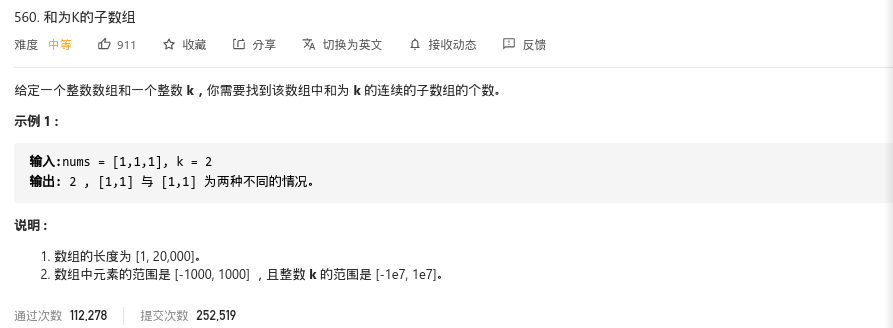 560. 和为K的子数组
难度 中等 911 收藏 分享 切换为英文 接收动态 反馈
给定一个整数数组和一个整数 k，你需要找到该数组中和为 k 的连续的子数组的个数。
示例 1 :
输入:nums = [1,1,1], k = 2
输出: 2 , [1,1] 与 [1,1] 为两种不同的情况。
说明 :
1. 数组的长度为 [1, 20,000]。
2. 数组中元素的范围是 [-1000, 1000] ，且整数 k 的范围是 [-1e7, 1e7]。
通过次数 112,278 提交次数 252,519